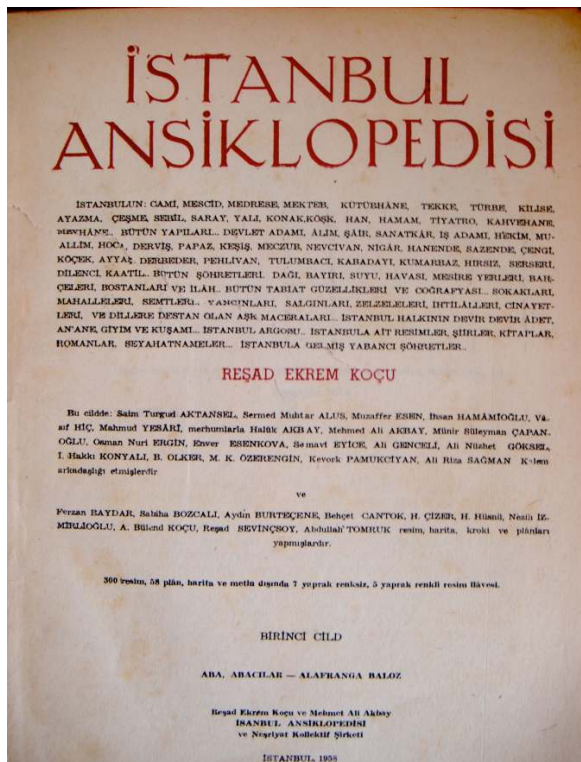 İSTANBUL
ANSİKLOPEDİSİ
İSTANBULUN: CAMİ, MESCİD, MEDRESE, MEKTEB, KÜTÜBHÂNE, TEKKE, TÜRBE, KİLİSE,
AYAZMA, ÇEŞME, SEBİL, SARAY, YALI, KONAK,KÖŞK, HAN, HAMAM, TİYATRO, KAHVEHANE,
MEYHÂNE.. BÜTÜN YAPILARI... DEVLET ADAMI, ÂLİM, ŞÂİR, SANATKÂR, İŞ ADAMI, HEKİM, MU-
ALLİM, HOCA, DERVİŞ, PAPAZ, KEŞİŞ, MECZUB, NEVCİVAN, NİGÂR, HANENDE, SAZENDE, ÇENGİ,
KÖÇEK, AYYAŞ, DERBEDER, PEHLİVAN, TULUMBACI, KABADAYI, KUMARBAZ, HIRSIZ, SERSERİ,
DİLENCİ, KAATİL.. BÜTÜN ŞÖHRETLERİ. DAĞI, BAYIRI, SUYU, HAVASI, MESİRE YERLERİ, BAH-
ÇELERİ, BOSTANLARI VE İLÂH.. BÜTÜN TABİAT GÜZELLİKLERİ VE COĞRAFYASI... SOKAKLARI,
MAHALLELERİ, SEMTLERİ.. YANGINLARI, SALGINLARI, ZELZELELERİ, İHTİLÂLLERİ, CİNAYET-
LERİ, VE DİLLERE DESTAN OLAN AŞK MACERALARI... İSTANBUL HALKININ DEVİR DEVİR ÂDET,
AN'ANE, GİYİM VE KUŞAMI... İSTANBUL ARGOSU.. İSTANBULA AİT RESİMLER, ŞİİRLER, KİTAPLAR,
ROMANLAR, SEYAHATNAMELER... İSTANBULA GELMİŞ YABANCI ŞÖHRETLER..
REŞAD EKREM KOÇU
Bu cildde: Saim Turgud AKTANSEL, Sermed Muhtar ALUS, Muzaffer ESEN, İhsan HAMÂMİOĞLU, Vâ-
sıf HİÇ, Mahmud YESÂRİ, merhumlarla Halûk AKBAY, Mehmed Ali AKBAY, Münir Süleyman ÇAPAN-
OĞLU, Osman Nuri ERGİN, Enver ESENKOVA, Semavi EYİCE, Ali GENCELİ, Ali Nüzhet GÖKSEL,
İ. Hakkı KONYALI, B. OLKER, M. K. ÖZERENGİN, Kevork PAMUKCİYAN, Ali Rıza SAĞMAN Kalem
arkadaşlığı etmişlerdir
ve
Ferzan BAYDAR, Sabiha BOZCALI, Aydın BURTEÇENE, Behçet CANTOK, H. ÇİZER, H. Hüsnü, Nezih İZ-
MİRLİOĞLU, A. Bülend KOÇU, Reşad SEVİNÇSOY, Abdullah TOMRUK resim, harita, kroki ve plânları
yapmışlardır.
300 resim, 58 plân, harita ve metin dışında 7 yaprak renksiz, 5 yaprak renkli resim ilâvesi.
BİRİNCİ CİLD
ABA, ABACILAR — ALAFRANGA BALOZ
Reşad Ekrem Koçu ve Mehmet Ali Akbay
İSANBUL ANSİKLOPEDİSİ
ve Neşriyat Kollektif Şirketi
İSTANBUL, 1958